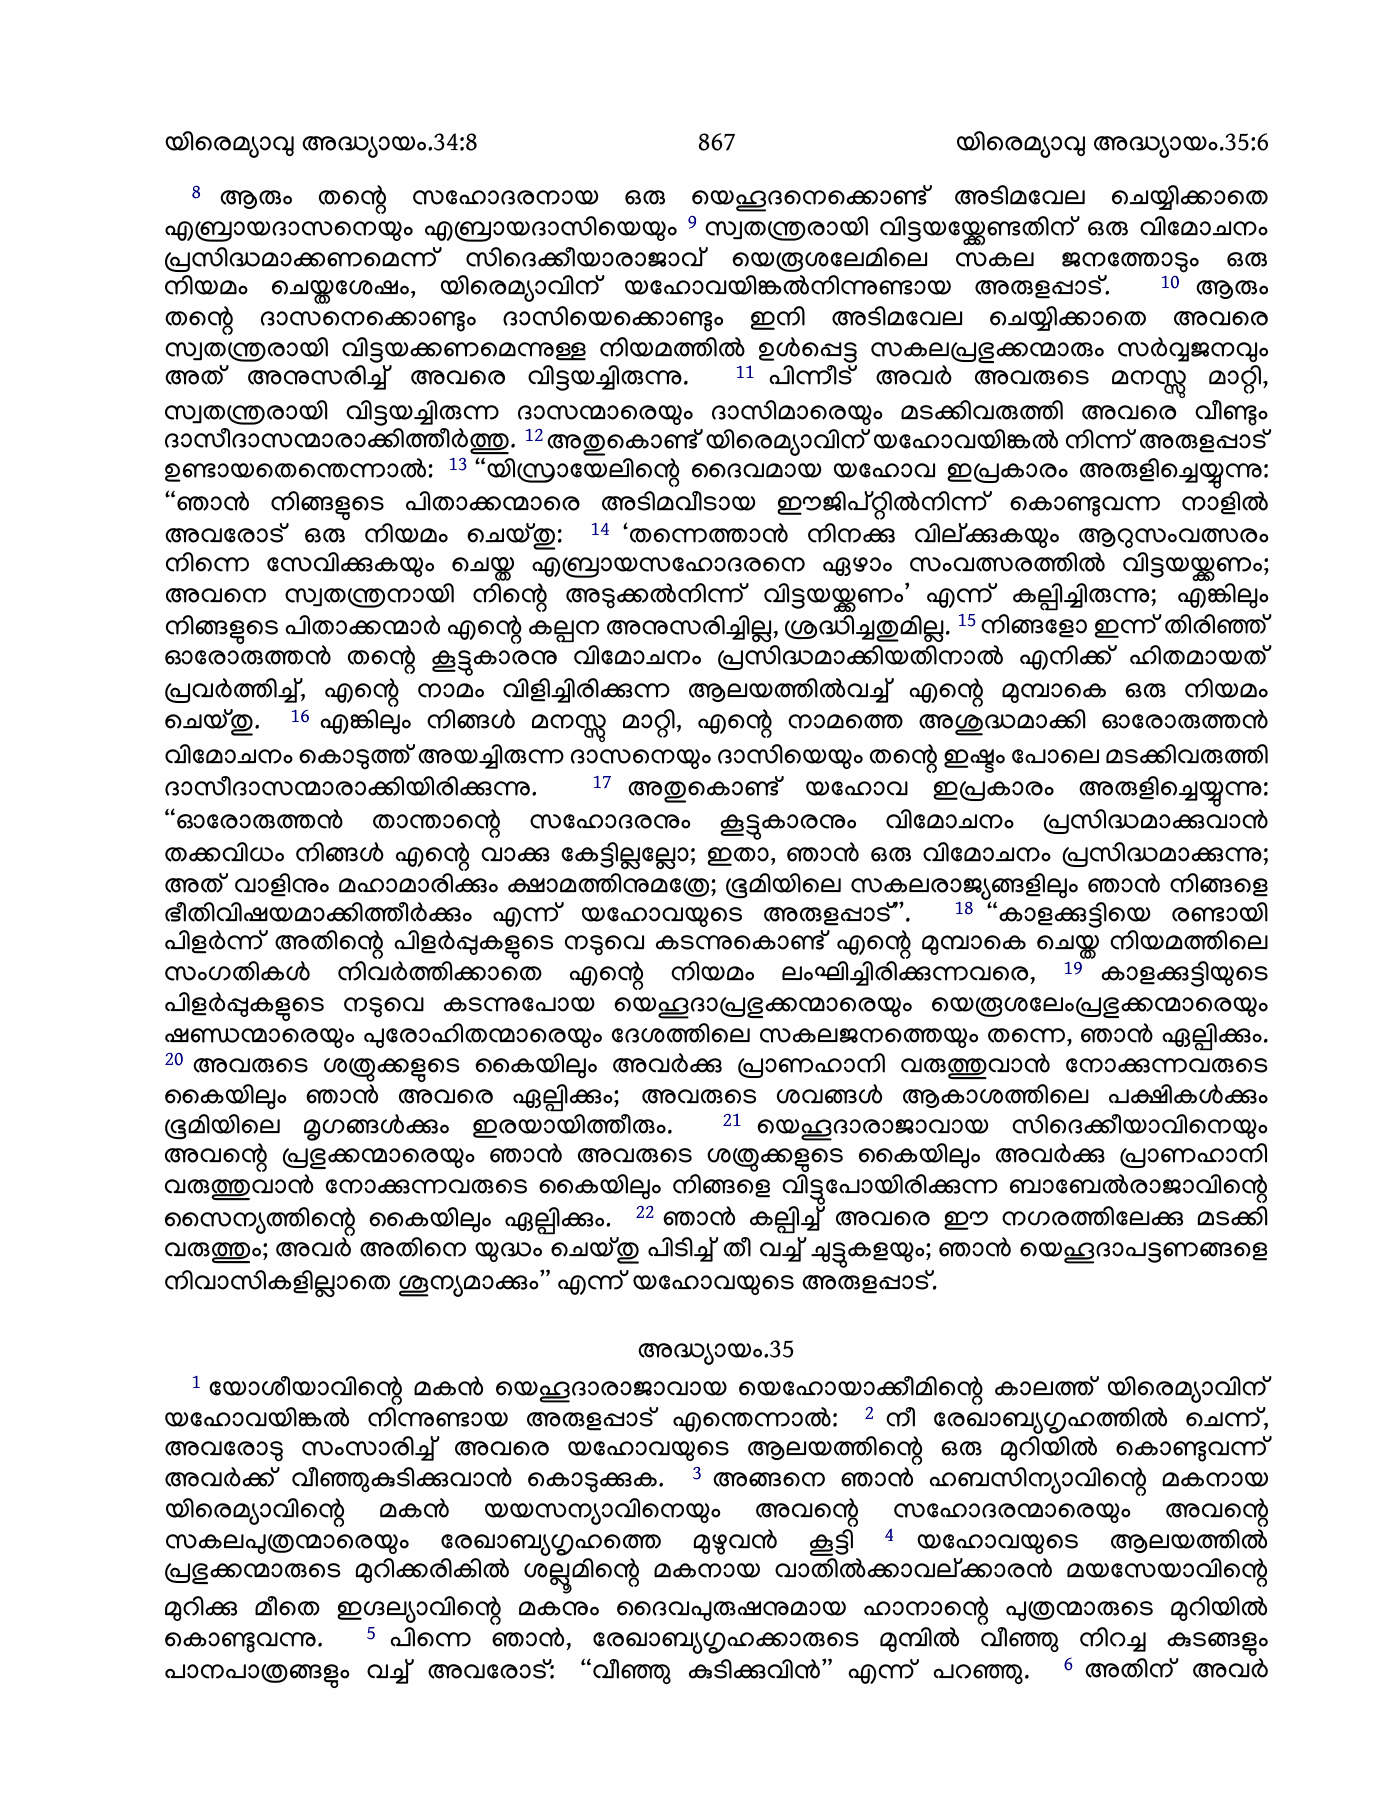 യിരെമ്യാവു അദ്ധ്യായം.34:8 867 യിരെമ്യാവു അദ്ധ്യായം.35:6
8 ആരും തന്റെ സഹോദരനായ ഒരു യെഹൂദനെക്കൊണ്ട് അടിമവേല ചെയ്യിക്കാതെ
എബ്രായദാസനെയും എബ്രായദാസിയെയും 9 സ്വതന്ത്രരായി വിട്ടയയ്ക്കേണ്ടതിന് ഒരു വിമോചനം
പ്രസിദ്ധമാക്കണമെന്ന് സിദെക്കീയാരാജാവ് യെരൂശലേമിലെ സകല ജനത്തോടും ഒരു
നിയമം ചെയ്തശേഷം, യിരെമ്യാവിന് യഹോവയിങ്കൽനിന്നുണ്ടായ അരുളപ്പാട്. 10 ആരും
തന്റെ ദാസനെക്കൊണ്ടും ദാസിയെക്കൊണ്ടും ഇനി അടിമവേല ചെയ്യിക്കാതെ അവരെ
സ്വതന്ത്രരായി വിട്ടയക്കണമെന്നുള്ള നിയമത്തിൽ ഉൾപ്പെട്ട സകലപ്രഭുക്കന്മാരും സർവ്വജനവും
അത് അനുസരിച്ച് അവരെ വിട്ടയച്ചിരുന്നു. 11 പിന്നീട് അവർ അവരുടെ മനസ്സു മാറ്റി,
സ്വതന്ത്രരായി വിട്ടയച്ചിരുന്ന ദാസന്മാരെയും ദാസിമാരെയും മടക്കിവരുത്തി അവരെ വീണ്ടും
ദാസീദാസന്മാരാക്കിത്തീർത്തു. 12 അതുകൊണ്ട് യിരെമ്യാവിന് യഹോവയിങ്കൽ നിന്ന് അരുളപ്പാട്
ഉണ്ടായതെന്തെന്നാൽ: 13 “യിസ്രായേലിന്റെ ദൈവമായ യഹോവ ഇപ്രകാരം അരുളിച്ചെയ്യുന്നു:
“ഞാൻ നിങ്ങളുടെ പിതാക്കന്മാരെ അടിമവീടായ ഈജിപ്റ്റിൽനിന്ന് കൊണ്ടുവന്ന നാളിൽ
അവരോട് ഒരു നിയമം ചെയ്തു: 14 ‘തന്നെത്താൻ നിനക്കു വില്ക്കുകയും ആറുസംവത്സരം
നിന്നെ സേവിക്കുകയും ചെയ്ത എബ്രായസഹോദരനെ ഏഴാം സംവത്സരത്തിൽ വിട്ടയയ്ക്കണം;
അവനെ സ്വതന്ത്രനായി നിന്റെ അടുക്കൽനിന്ന് വിട്ടയയ്ക്കണം’ എന്ന് കല്പിച്ചിരുന്നു; എങ്കിലും
നിങ്ങളുടെ പിതാക്കന്മാർ എന്റെ കല്പന അനുസരിച്ചില്ല, ശ്രദ്ധിച്ചതുമില്ല. 15 നിങ്ങളോ ഇന്ന് തിരിഞ്ഞ്
ഓരോരുത്തൻ തന്റെ കൂട്ടുകാരനു വിമോചനം പ്രസിദ്ധമാക്കിയതിനാൽ എനിക്ക് ഹിതമായത്
പ്രവർത്തിച്ച്, എന്റെ നാമം വിളിച്ചിരിക്കുന്ന ആലയത്തിൽവച്ച് എന്റെ മുമ്പാകെ ഒരു നിയമം
ചെയ്തു. 16 എങ്കിലും നിങ്ങൾ മനസ്സു മാറ്റി, എന്റെ നാമത്തെ അശുദ്ധമാക്കി ഓരോരുത്തൻ
വിമോചനം കൊടുത്ത് അയച്ചിരുന്ന ദാസനെയും ദാസിയെയും തന്റെ ഇഷ്ടം പോലെ മടക്കിവരുത്തി
ദാസീദാസന്മാരാക്കിയിരിക്കുന്നു. 17 അതുകൊണ്ട് യഹോവ ഇപ്രകാരം അരുളിച്ചെയ്യുന്നു:
“ഓരോരുത്തൻ താന്താന്റെ സഹോദരനും കൂട്ടുകാരനും വിമോചനം പ്രസിദ്ധമാക്കുവാൻ
തക്കവിധം നിങ്ങൾ എന്റെ വാക്കു കേട്ടില്ലല്ലോ; ഇതാ, ഞാൻ ഒരു വിമോചനം പ്രസിദ്ധമാക്കുന്നു;
അത് വാളിനും മഹാമാരിക്കും ക്ഷാമത്തിനുമത്രേ; ഭൂമിയിലെ സകലരാജ്യങ്ങളിലും ഞാൻ നിങ്ങളെ
ഭീതിവിഷയമാക്കിത്തീർക്കും എന്ന് യഹോവയുടെ അരുളപ്പാട്”. 18 “കാളക്കുട്ടിയെ രണ്ടായി
പിളർന്ന് അതിന്റെ പിളർപ്പുകളുടെ നടുവെ കടന്നുകൊണ്ട് എന്റെ മുമ്പാകെ ചെയ്ത നിയമത്തിലെ
സംഗതികൾ നിവർത്തിക്കാതെ എന്റെ നിയമം ലംഘിച്ചിരിക്കുന്നവരെ, 19 കാളക്കുട്ടിയുടെ
പിളർപ്പുകളുടെ നടുവെ കടന്നുപോയ യെഹൂദാപ്രഭുക്കന്മാരെയും യെരൂശലേംപ്രഭുക്കന്മാരെയും
ഷണ്ഡന്മാരെയും പുരോഹിതന്മാരെയും ദേശത്തിലെ സകലജനത്തെയും തന്നെ, ഞാൻ ഏല്പിക്കും.
20 അവരുടെ ശത്രുക്കളുടെ കൈയിലും അവർക്കു പ്രാണഹാനി വരുത്തുവാൻ നോക്കുന്നവരുടെ
കൈയിലും ഞാൻ അവരെ ഏല്പിക്കും; അവരുടെ ശവങ്ങൾ ആകാശത്തിലെ പക്ഷികൾക്കും
ഭൂമിയിലെ മൃഗങ്ങൾക്കും ഇരയായിത്തീരും. 21 യെഹൂദാരാജാവായ സിദെക്കീയാവിനെയും
അവന്റെ പ്രഭുക്കന്മാരെയും ഞാൻ അവരുടെ ശത്രുക്കളുടെ കൈയിലും അവർക്കു പ്രാണഹാനി
വരുത്തുവാൻ നോക്കുന്നവരുടെ കൈയിലും നിങ്ങളെ വിട്ടുപോയിരിക്കുന്ന ബാബേൽരാജാവിന്റെ
സൈന്യത്തിന്റെ കൈയിലും ഏല്പിക്കും. 22 ഞാൻ കല്പിച്ച് അവരെ ഈ നഗരത്തിലേക്കു മടക്കി
വരുത്തും; അവർ അതിനെ യുദ്ധം ചെയ്തു പിടിച്ച് തീ വച്ച് ചുട്ടുകളയും; ഞാൻ യെഹൂദാപട്ടണങ്ങളെ
നിവാസികളില്ലാതെ ശൂന്യമാക്കും” എന്ന് യഹോവയുടെ അരുളപ്പാട്.
അദ്ധ്യായം.35
1 യോശീയാവിന്റെ മകൻ യെഹൂദാരാജാവായ യെഹോയാക്കീമിന്റെ കാലത്ത് യിരെമ്യാവിന്
യഹോവയിങ്കൽ നിന്നുണ്ടായ അരുളപ്പാട് എന്തെന്നാൽ: 2 നീ രേഖാബ്യഗൃഹത്തിൽ ചെന്ന്,
അവരോടു സംസാരിച്ച് അവരെ യഹോവയുടെ ആലയത്തിന്റെ ഒരു മുറിയിൽ കൊണ്ടുവന്ന്
അവർക്ക് വീഞ്ഞുകുടിക്കുവാൻ കൊടുക്കുക. 3 അങ്ങനെ ഞാൻ ഹബസിന്യാവിന്റെ മകനായ
യിരെമ്യാവിന്റെ മകൻ യയസന്യാവിനെയും അവന്റെ സഹോദരന്മാരെയും അവന്റെ
സകലപുത്രന്മാരെയും രേഖാബ്യഗൃഹത്തെ മുഴുവൻ കൂട്ടി 4 യഹോവയുടെ ആലയത്തിൽ
പ്രഭുക്കന്മാരുടെ മുറിക്കരികിൽ ശല്ലൂമിന്റെ മകനായ വാതിൽക്കാവല്ക്കാരൻ മയസേയാവിന്റെ
മുറിക്കു മീതെ ഇഗ്ദല്യാവിന്റെ മകനും ദൈവപുരുഷനുമായ ഹാനാന്റെ പുത്രന്മാരുടെ മുറിയിൽ
കൊണ്ടുവന്നു. 5 പിന്നെ ഞാൻ, രേഖാബ്യഗൃഹക്കാരുടെ മുമ്പിൽ വീഞ്ഞു നിറച്ച കുടങ്ങളും
പാനപാത്രങ്ങളും വച്ച് അവരോട്: “വീഞ്ഞു കുടിക്കുവിൻ” എന്ന് പറഞ്ഞു. 6 അതിന് അവർ